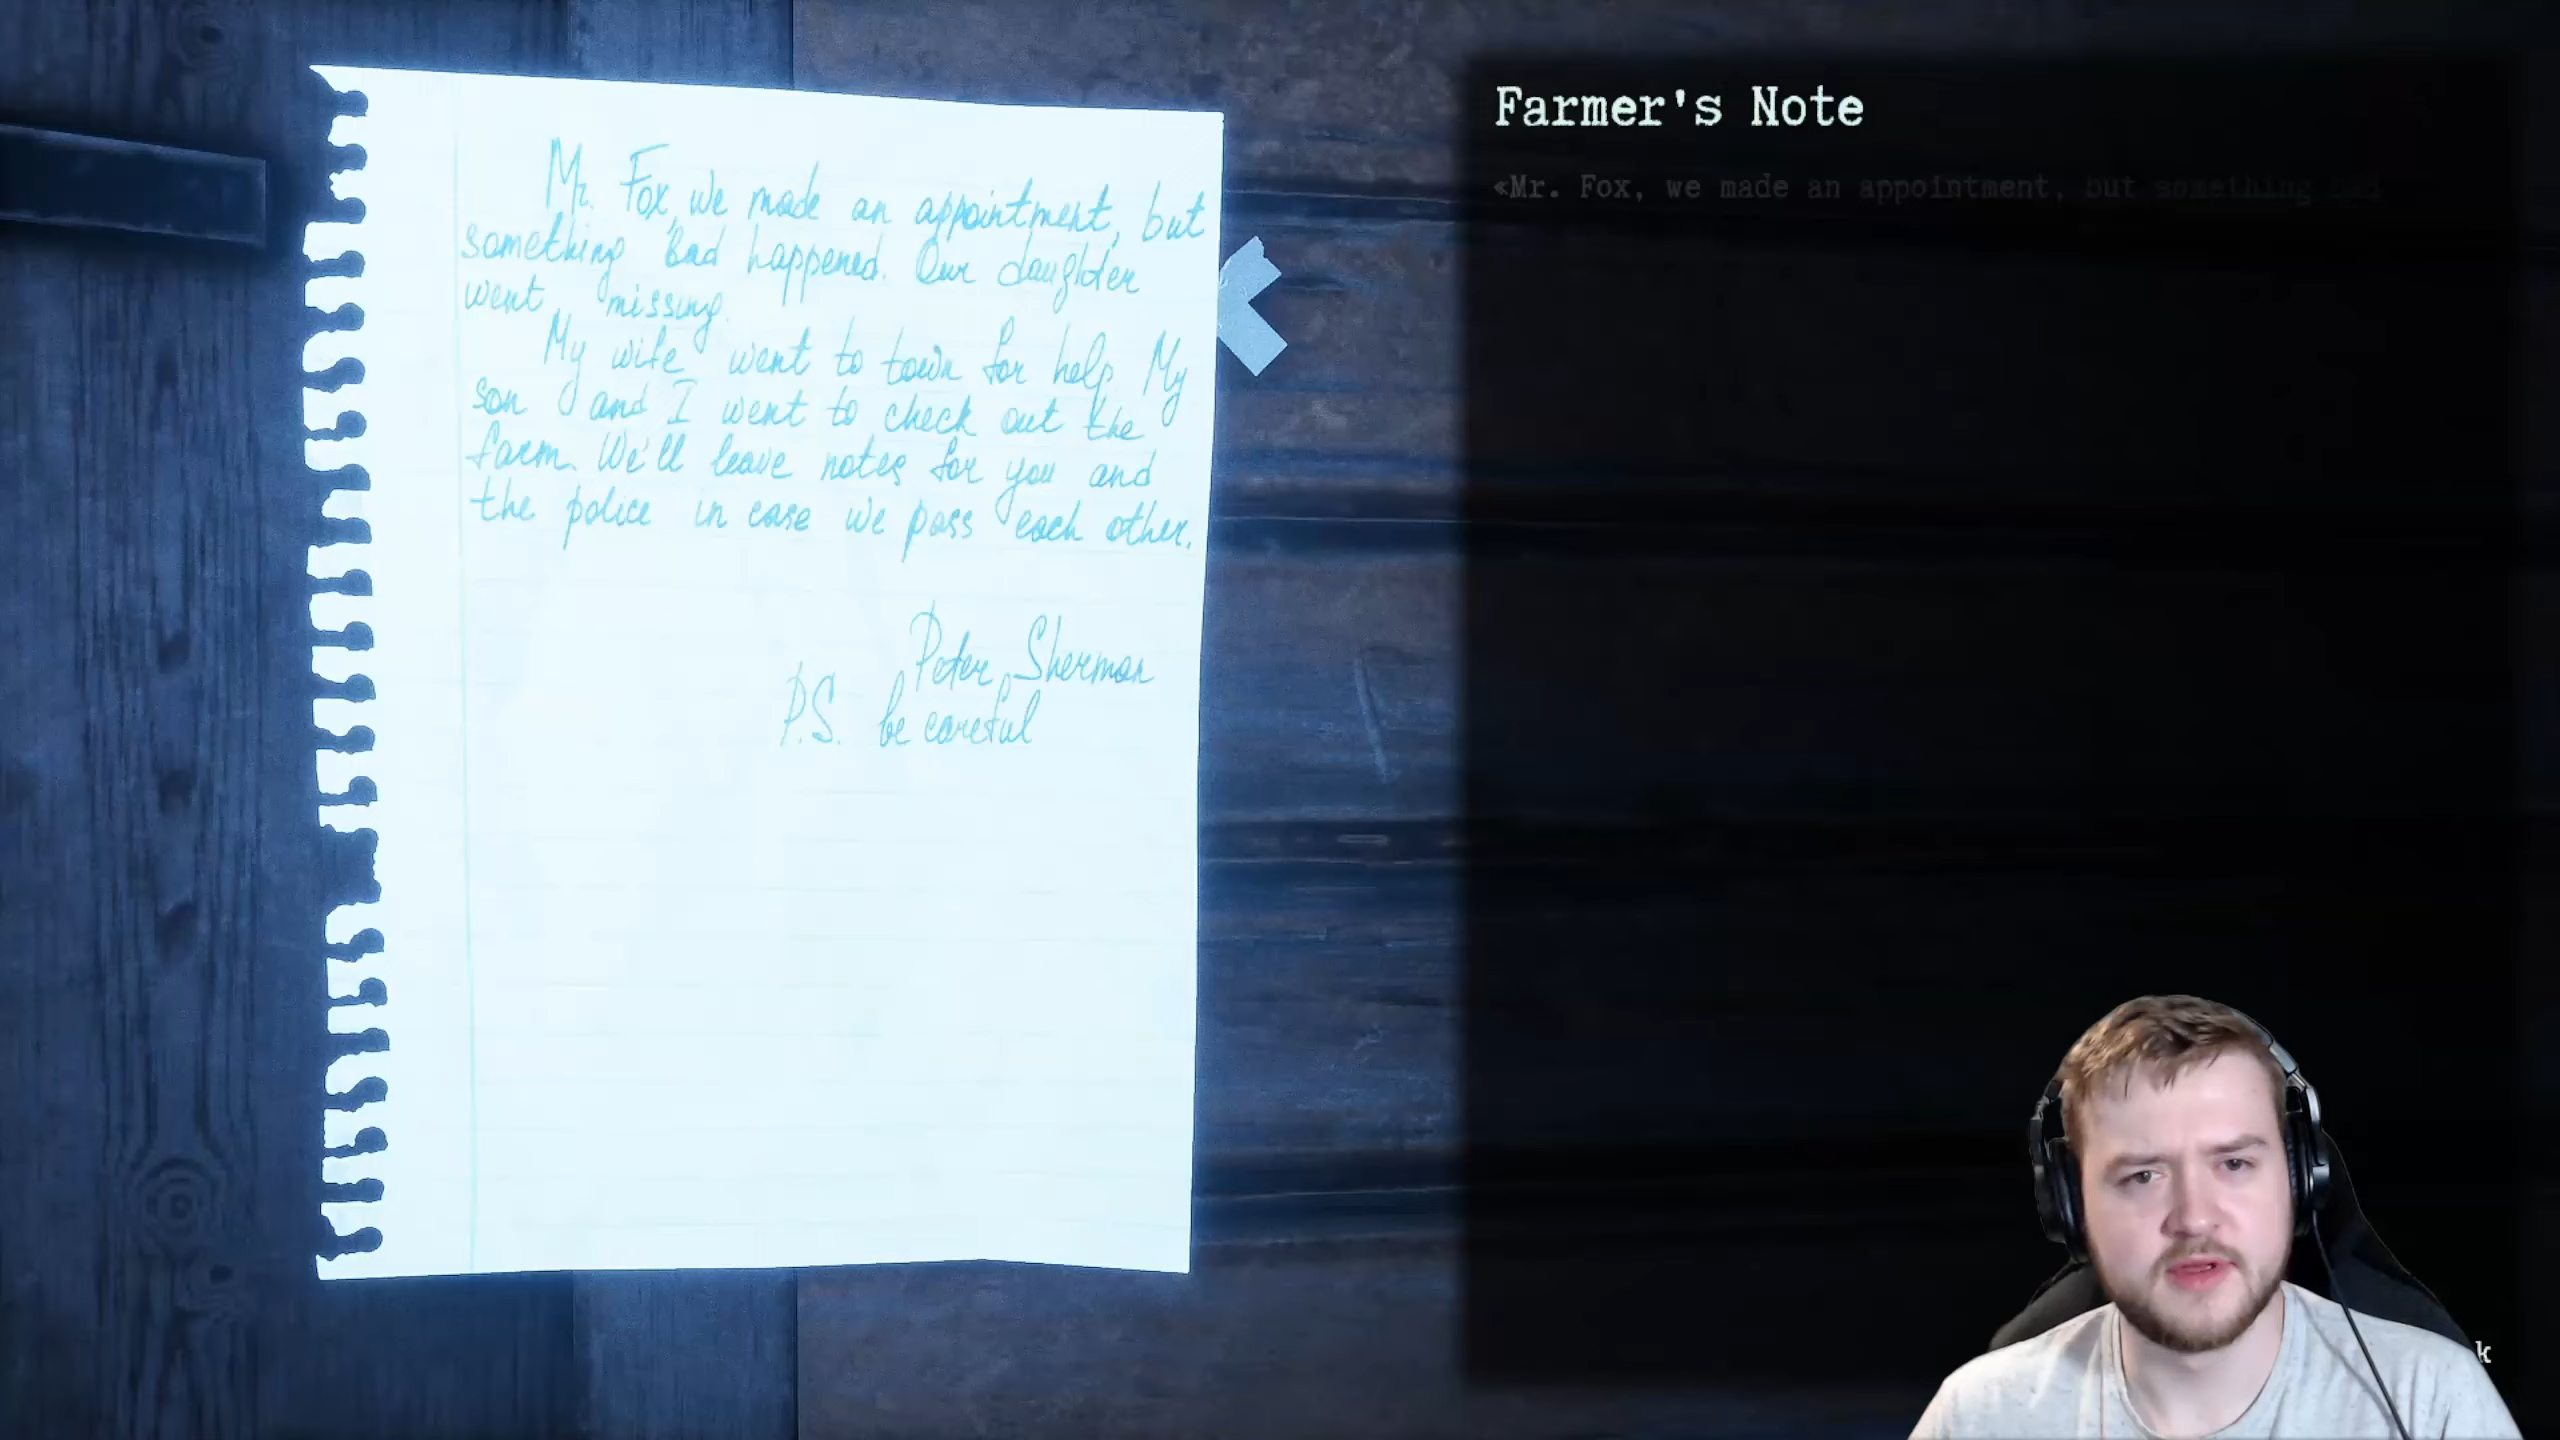 Mr. Fox, we made an appointment, but
something bad happened. Our daughter
went missing.
My wife went to town for help. My
son and I went to check out the
farm. We'll leave notes for you and
the police in case we pass each other.
Peter Sherman
P.S. be careful
Farmer's Note
«Mr. Fox, we made an appointment, but something bad
k